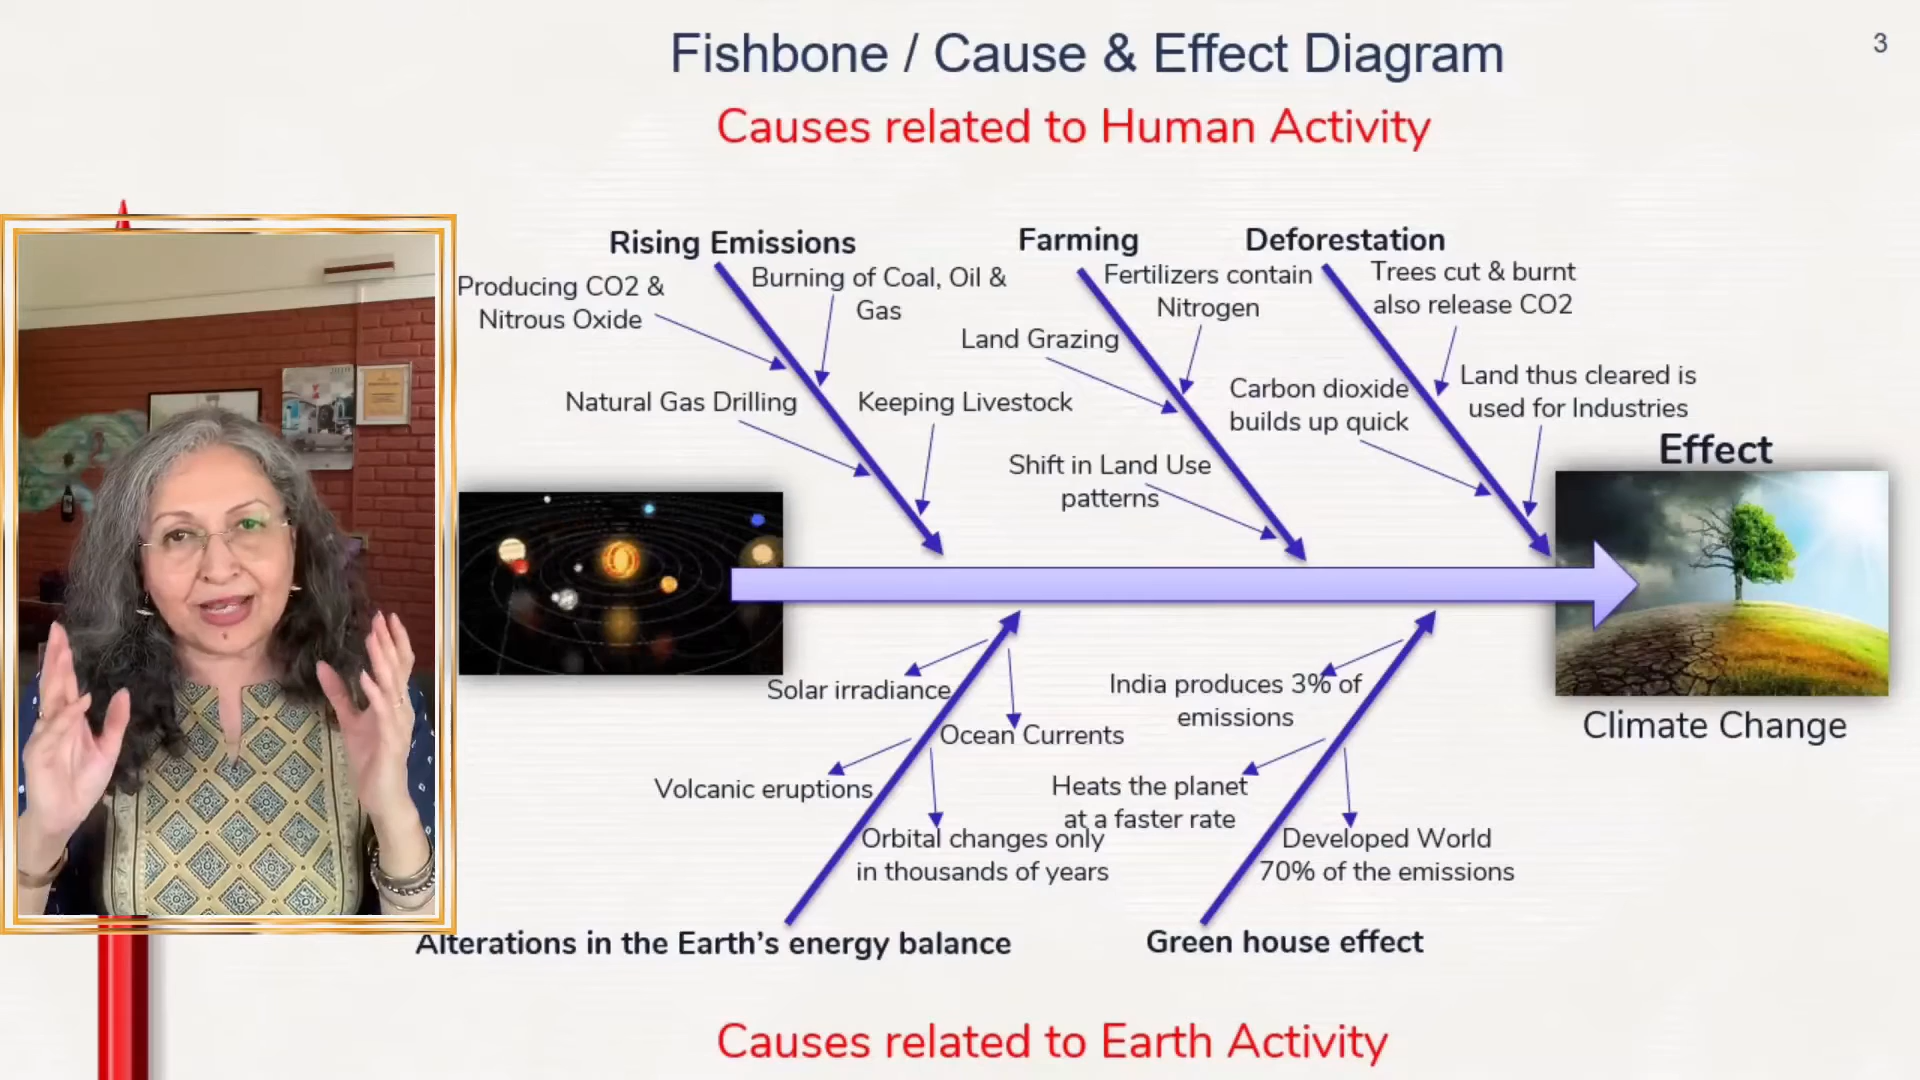 Fishbone / Cause & Effect Diagram
3
Causes related to Human Activity
Rising Emissions
Producing CO2 &
Nitrous Oxide
Burning of Coal, Oil &
Gas
Natural Gas Drilling
Keeping Livestock
Farming
Fertilizers contain
Nitrogen
Land Grazing
Shift in Land Use
patterns
Deforestation
Trees cut & burnt
also release CO2
Carbon dioxide
builds up quick
Land thus cleared is
used for Industries
Effect
Climate Change
Solar irradiance
Ocean Currents
Volcanic eruptions
Orbital changes only
in thousands of years
Alterations in the Earth's energy balance
India produces 3% of
emissions
Heats the planet
at a faster rate
Developed World
70% of the emissions
Green house effect
Causes related to Earth Activity